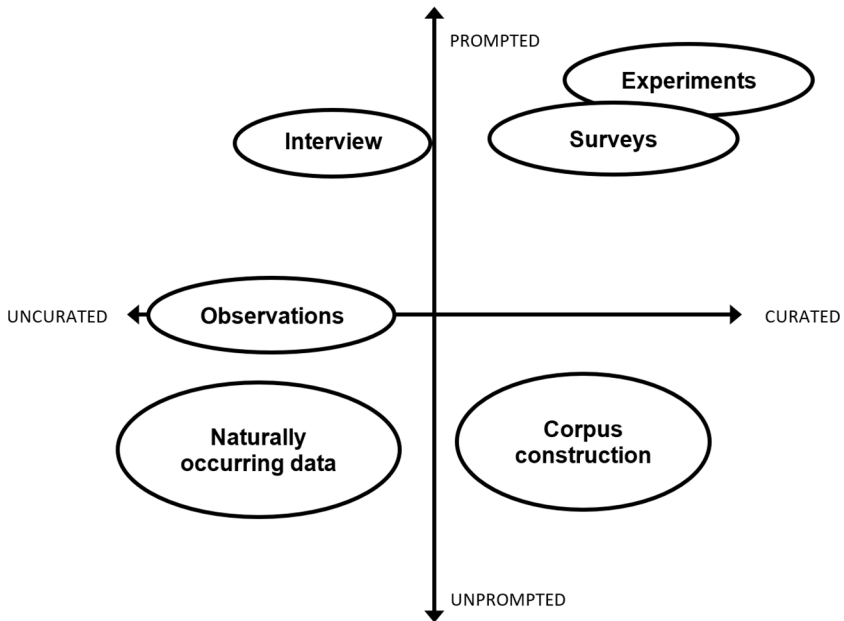 PROMPTED
Experiments
Interview
Surveys
UNCURATED
Observations
CURATED
Naturally
occurring data
Corpus
construction
UNPROMPTED